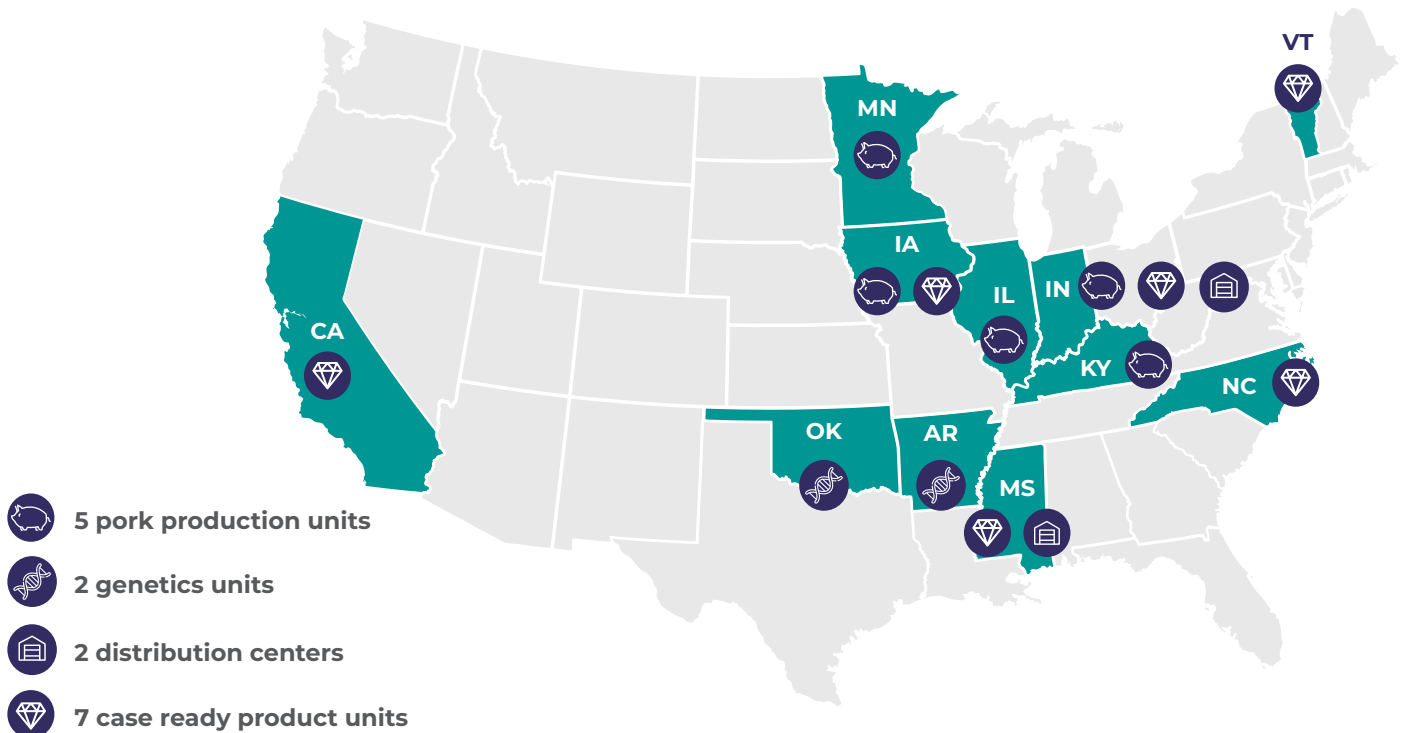 VT
MN
IA
IL
IN
CA
KY
NC
OK
AR
MS
5 pork production units
2 genetics units
2 distribution centers
7 case ready product units